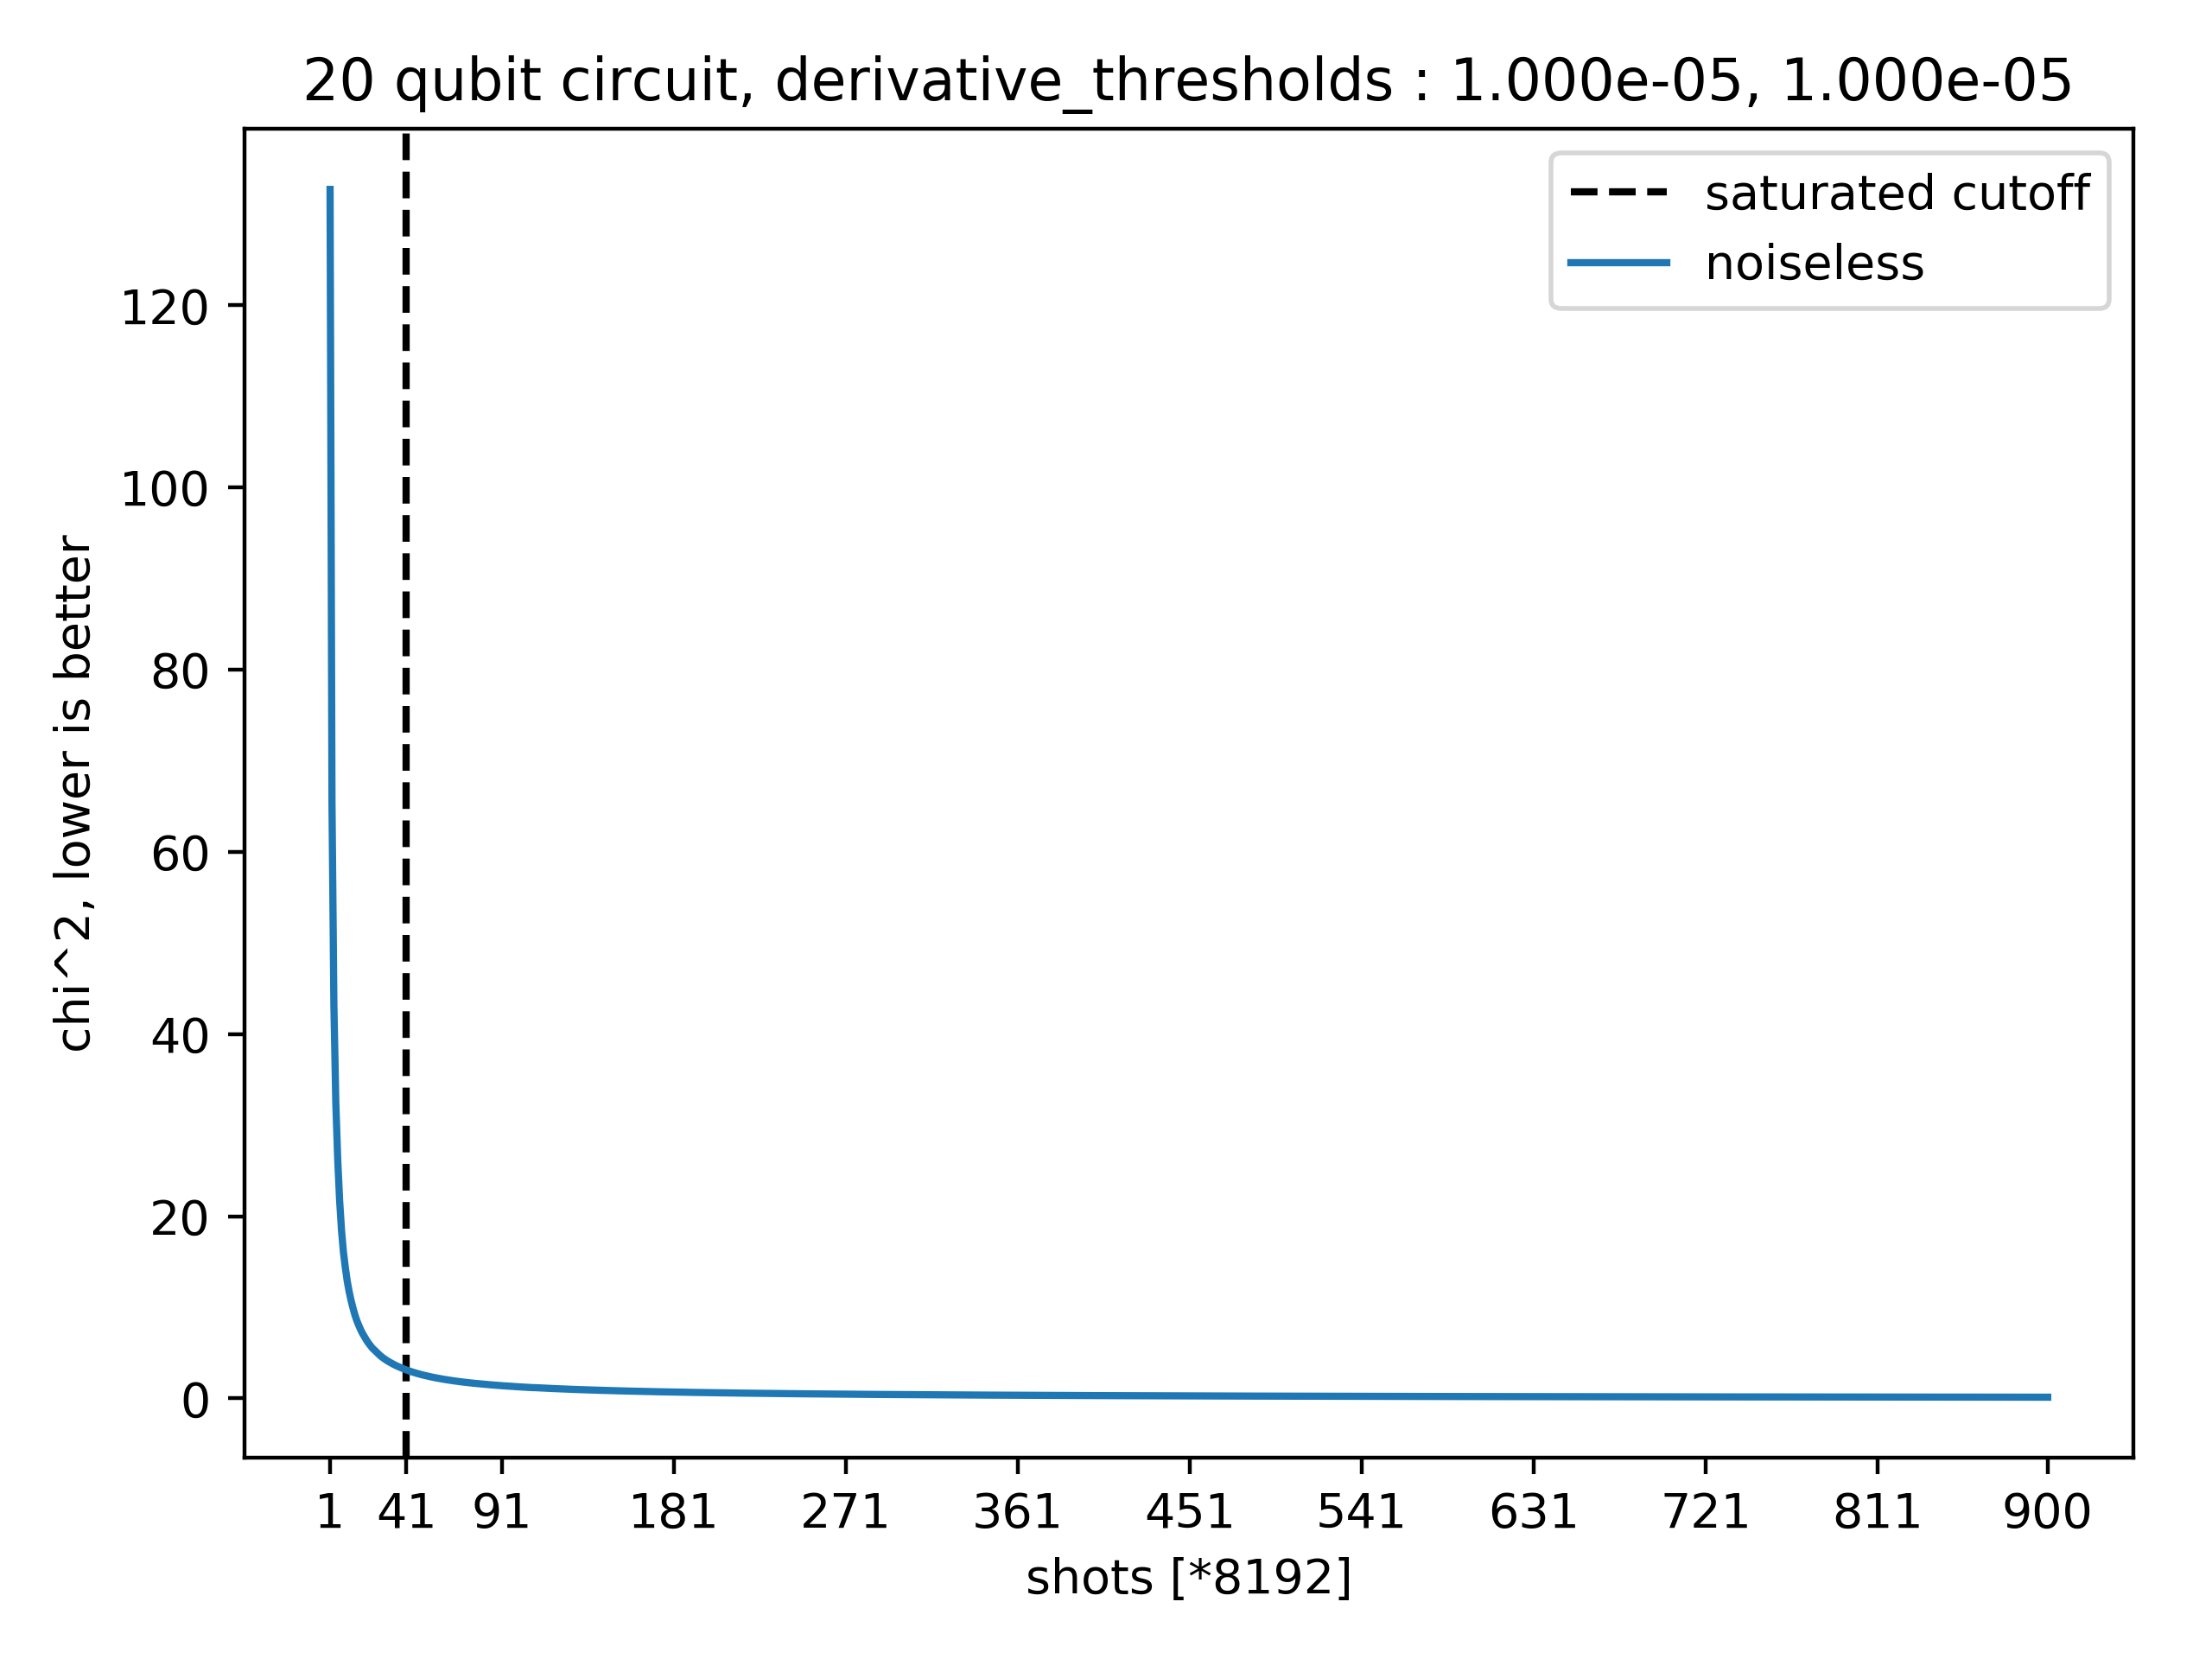 20 qubit circuit, derivative_thresholds : 1.000e-05, 1.000e-05
saturated cutoff
noiseless
chi^2, lower is better
120
100
80
60
40
20
0
1 41 91 181 271 361 451 541 631 721 811 900
shots [*8192]